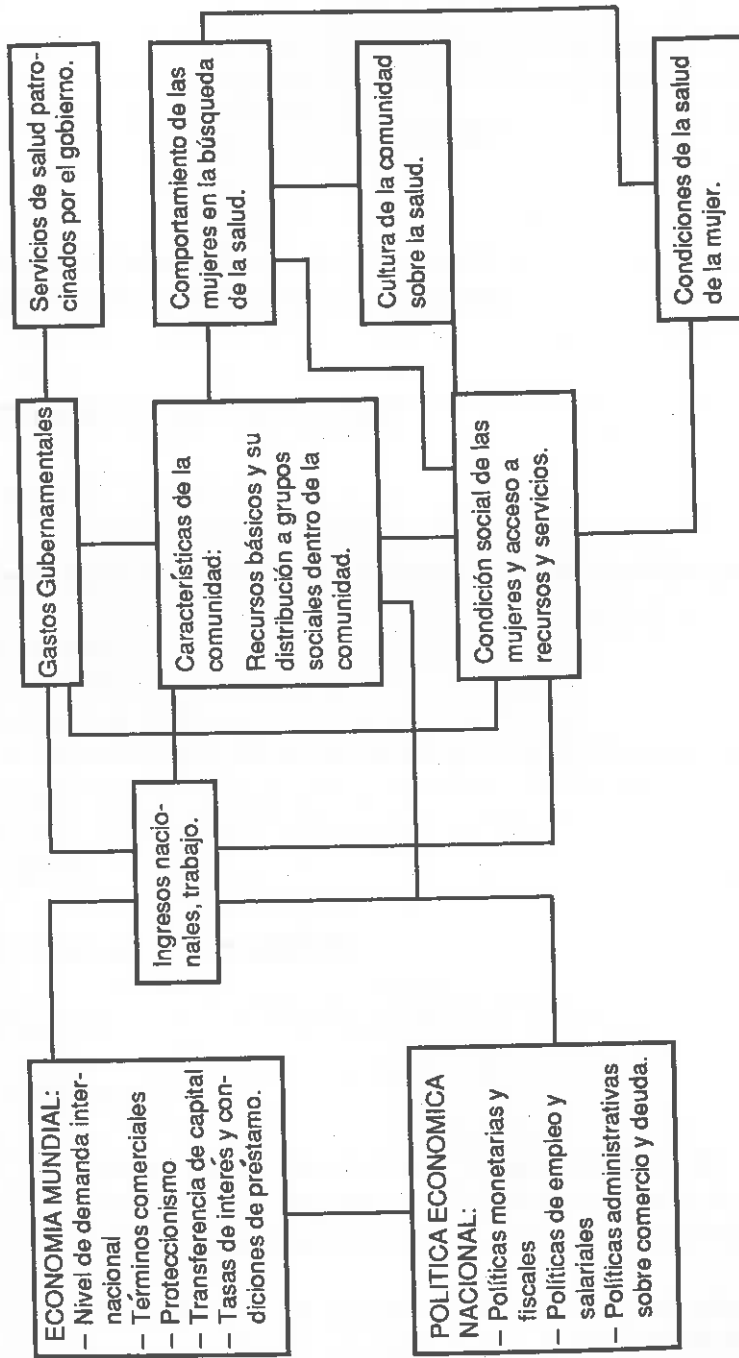 ECONOMIA MUNDIAL:
– Nivel de demanda inter-
nacional
– Términos comerciales
– Proteccionismo
– Transferencia de capital
– Tasas de interés y con-
diciones de préstamo.
POLITICA ECONOMICA
NACIONAL:
– Políticas monetarias y
fiscales
– Políticas de empleo y
salariales
– Políticas administrativas
sobre comercio y deuda.
Ingresos nacio-
nales, trabajo.
Gastos Gubernamentales
Características de la
comunidad:
Recursos básicos y su
distribución a grupos
sociales dentro de la
comunidad.
Condición social de las
mujeres y acceso a
recursos y servicios.
Servicios de salud patro-
cinados por el gobierno.
Comportamiento de las
mujeres en la búsqueda
de la salud.
Cultura de la comunidad
sobre la salud.
Condiciones de la salud
de la mujer.